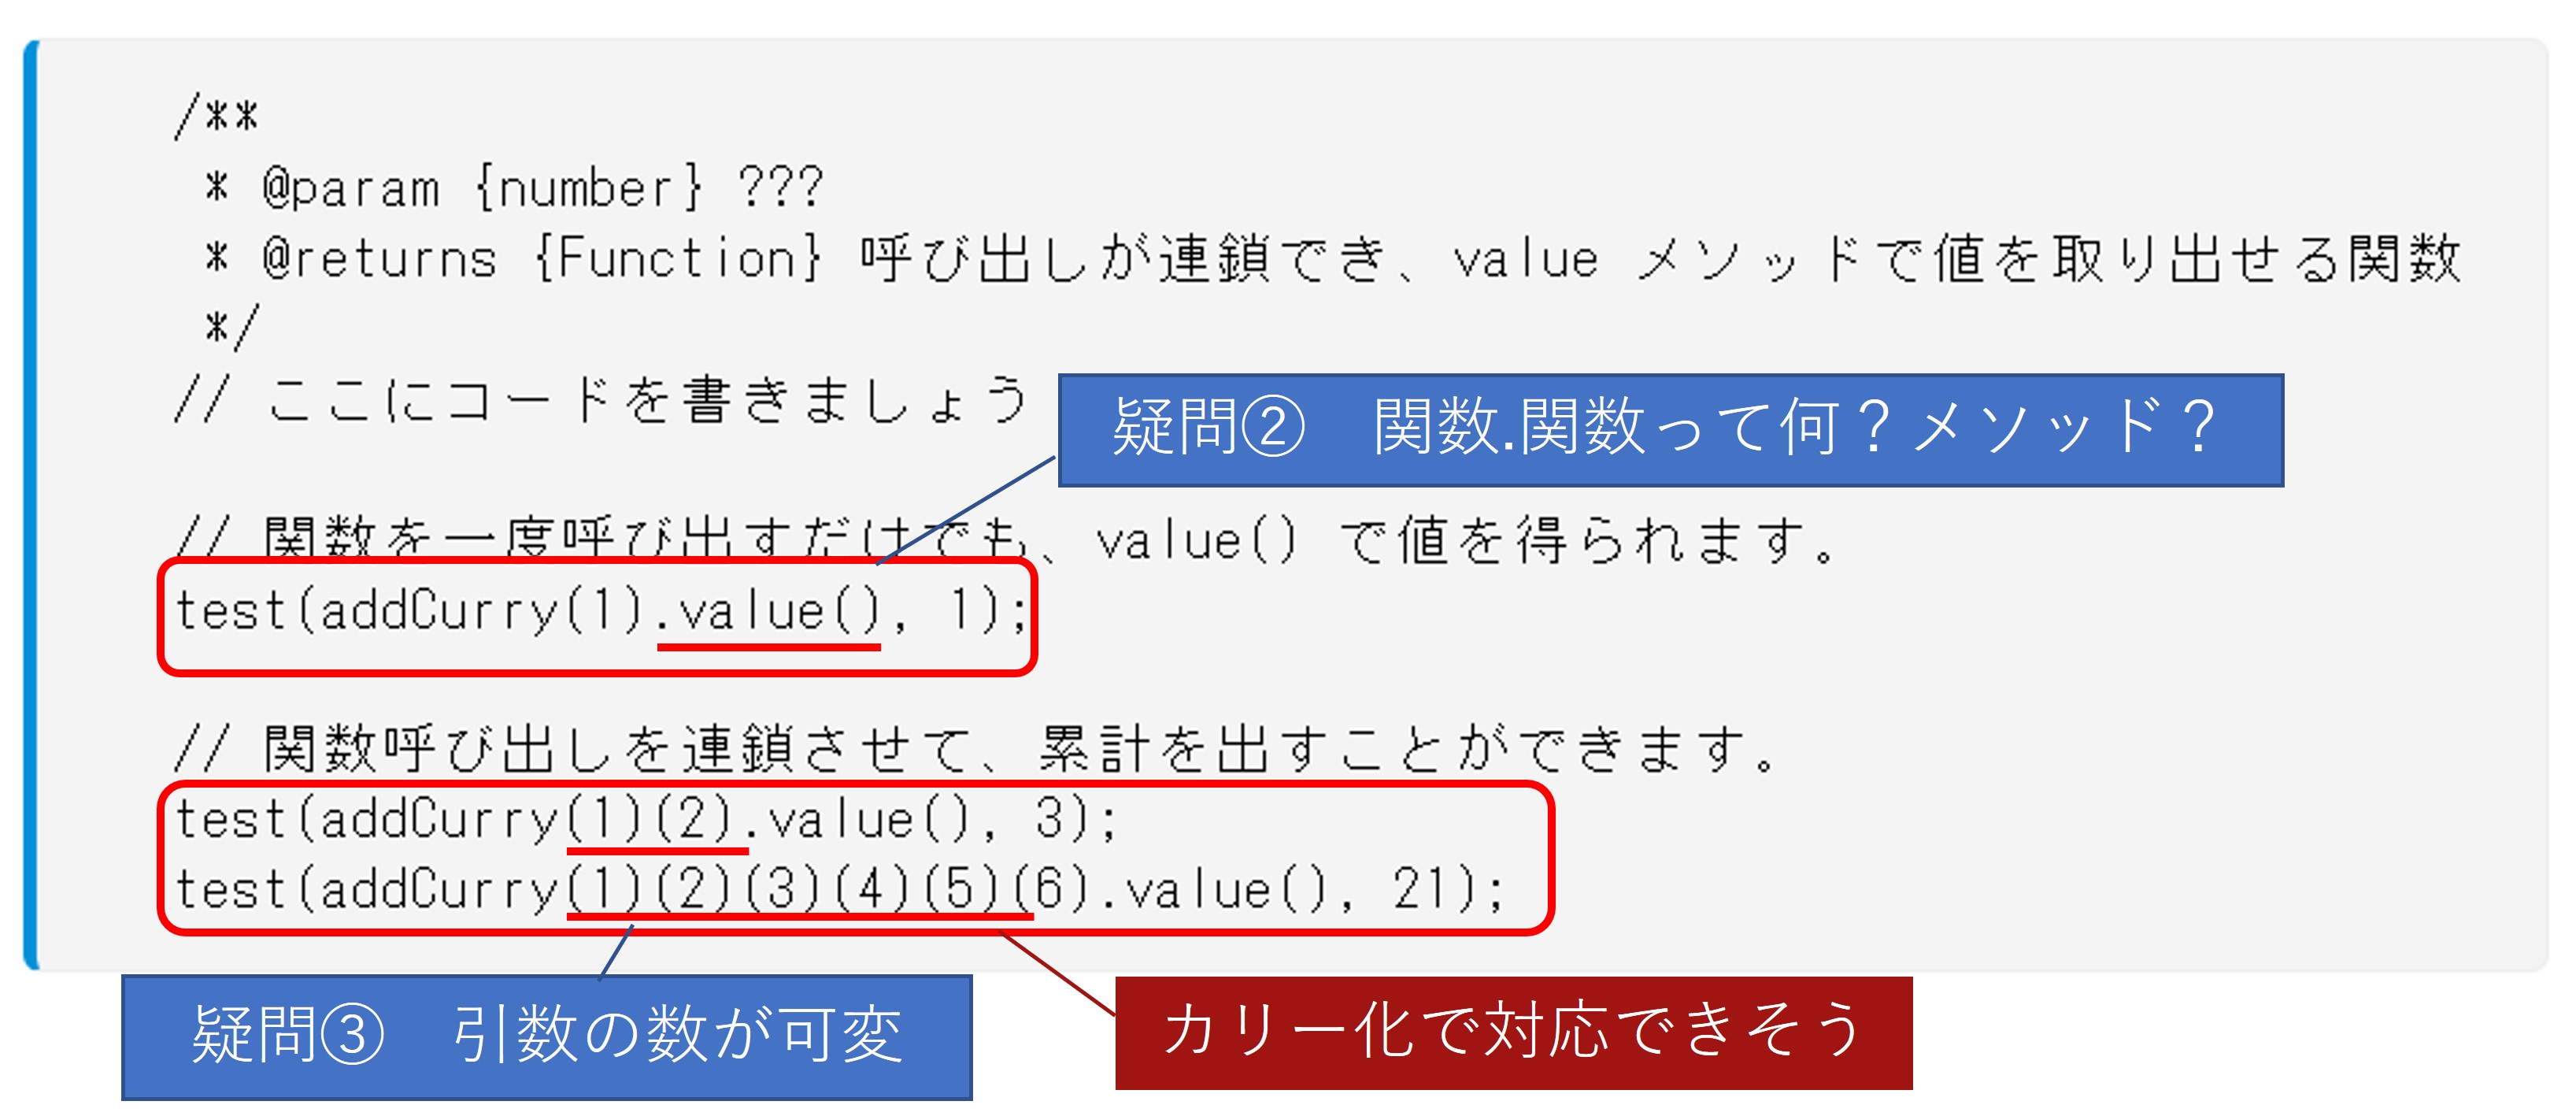 /**
* @param {number} ???
* @returns {Function} 呼び出しが連鎖でき、value メソッドで値を取り出せる関数
*/
// ここにコードを書きましょう
疑問②　関数.関数って何？メソッド？
// 関数を一度呼び出すだけでも、value() で値を得られます。
test(addCurry(1).value(), 1);
// 関数呼び出しを連鎖させて、累計を出すことができます。
test(addCurry(1)(2).value(), 3);
test(addCurry(1)(2)(3)(4)(5)(6).value(), 21);
疑問③　引数の数が可変
カリー化で対応できそう